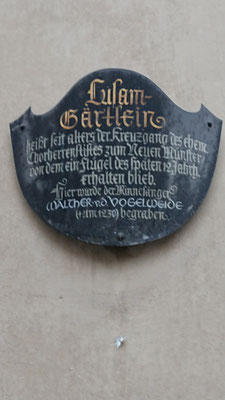 Lusam-
Gärtlein
heißt seit alters der Kreuzgang des ehem.
Chorherrenstiftes zum Neuen Münster
von dem ein Flügel des späten 12. Jahrh.
erhalten blieb.
Hier wurde der Minnesänger
WALTHER v.d. VOGELWEIDE
(† um 1230) begraben.